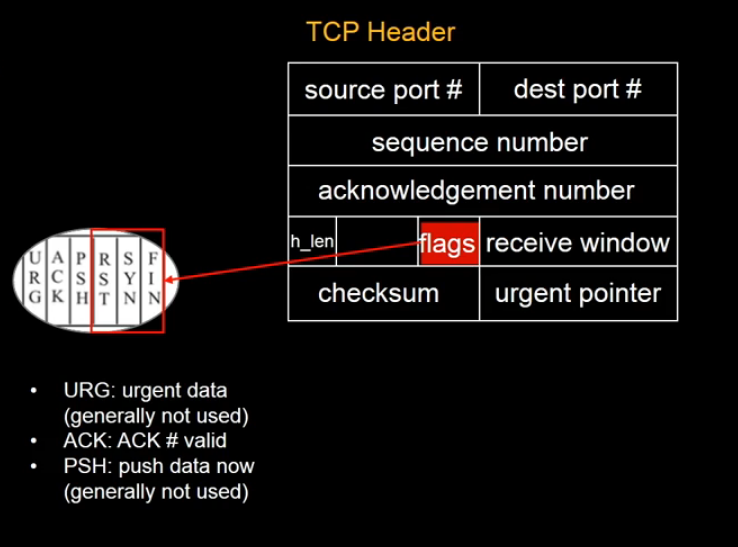 TCP Header
source port # dest port #
sequence number
acknowledgement number
h_len flags receive window
checksum urgent pointer
URG ACK PSH RST SYN FIN
• URG: urgent data
(generally not used)
• ACK: ACK # valid
• PSH: push data now
(generally not used)